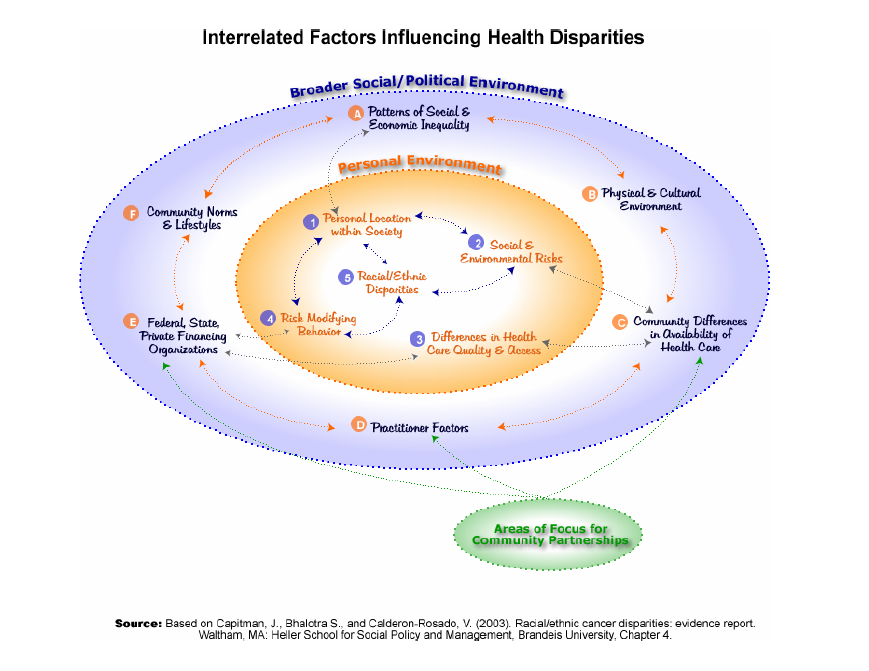 Interrelated Factors Influencing Health Disparities
Broader Social/Political Environment
A Patterns of Social &
Economic Inequality
Personal Environment
B Physical & Cultural
Environment
F Community Norms
& Lifestyles
1 Personal Location
within Society
2 Social &
Environmental Risks
5 Racial/Ethnic
Disparities
4 Risk Modifying
Behavior
E Federal, State,
Private Financing
Organizations
3 Differences in Health
Care Quality & Access
C Community Differences
in Availability of
Health Care
D Practitioner Factors
Areas of Focus for
Community Partnerships
Source: Based on Capitman, J., Bhalotra S., and Calderon-Rosado, V. (2003). Racial/ethnic cancer disparities: evidence report.
Waltham, MA: Heller School for Social Policy and Management, Brandeis University, Chapter 4.